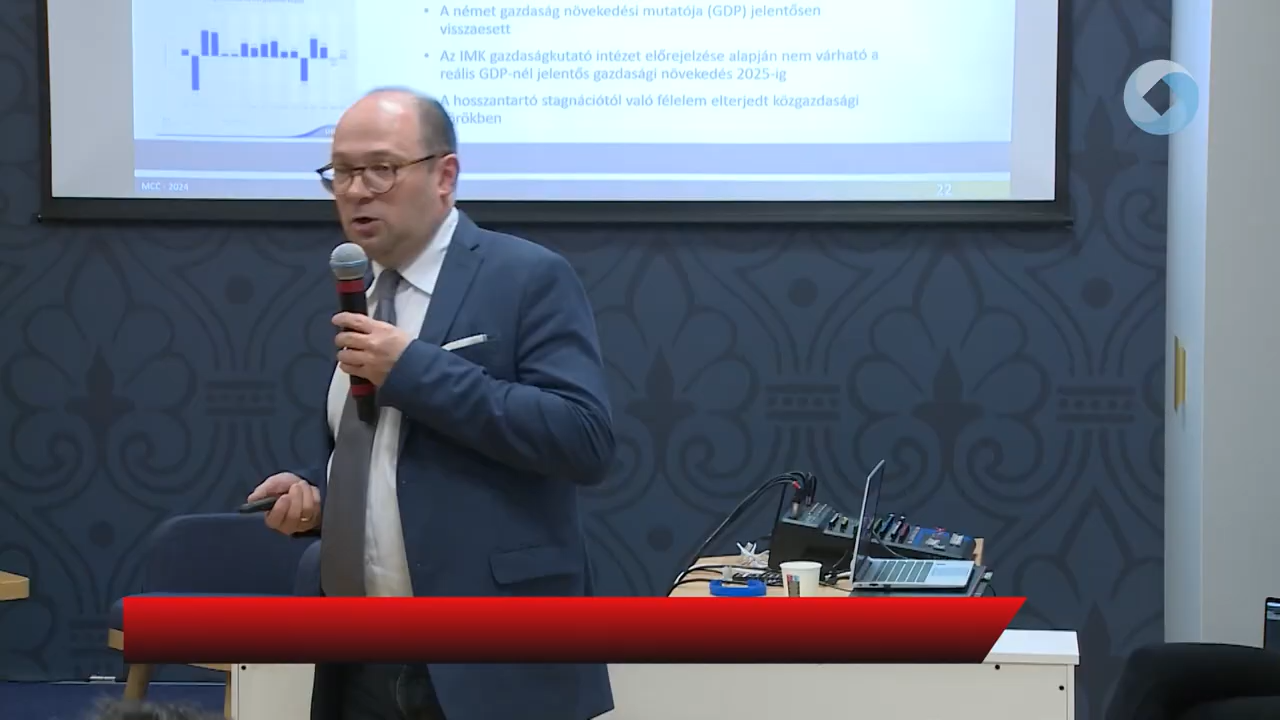 • A német gazdaság növekedési mutatója (GDP) jelentősen
visszaesett
• Az IMK gazdaságkutató intézet előrejelzése alapján nem várható a
reális GDP-nél jelentős gazdasági növekedés 2025-ig
A hosszantartó stagnációtól való félelem elterjedt közgazdasági
MCC - 2024
22